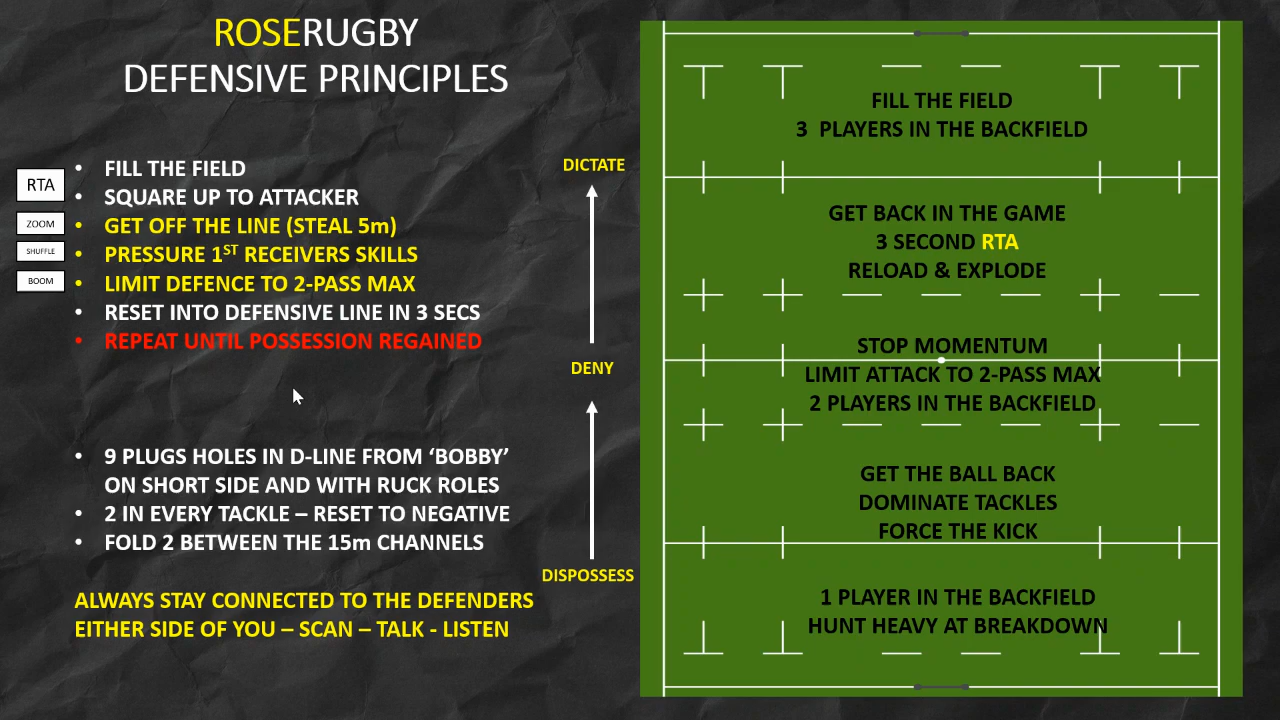 ROSERUGBY
DEFENSIVE PRINCIPLES
RTA
ZOOM
SHUFFLE
BOOM
• FILL THE FIELD
• SQUARE UP TO ATTACKER
• GET OFF THE LINE (STEAL 5m)
• PRESSURE 1ST RECEIVERS SKILLS
• LIMIT DEFENCE TO 2-PASS MAX
• RESET INTO DEFENSIVE LINE IN 3 SECS
• REPEAT UNTIL POSSESSION REGAINED
• 9 PLUGS HOLES IN D-LINE FROM ‘BOBBY’
ON SHORT SIDE AND WITH RUCK ROLES
• 2 IN EVERY TACKLE – RESET TO NEGATIVE
• FOLD 2 BETWEEN THE 15m CHANNELS
ALWAYS STAY CONNECTED TO THE DEFENDERS
EITHER SIDE OF YOU – SCAN – TALK - LISTEN
DICTATE
DENY
DISPOSSESS
FILL THE FIELD
3 PLAYERS IN THE BACKFIELD
GET BACK IN THE GAME
3 SECOND RTA
RELOAD & EXPLODE
STOP MOMENTUM
LIMIT ATTACK TO 2-PASS MAX
2 PLAYERS IN THE BACKFIELD
GET THE BALL BACK
DOMINATE TACKLES
FORCE THE KICK
1 PLAYER IN THE BACKFIELD
HUNT HEAVY AT BREAKDOWN